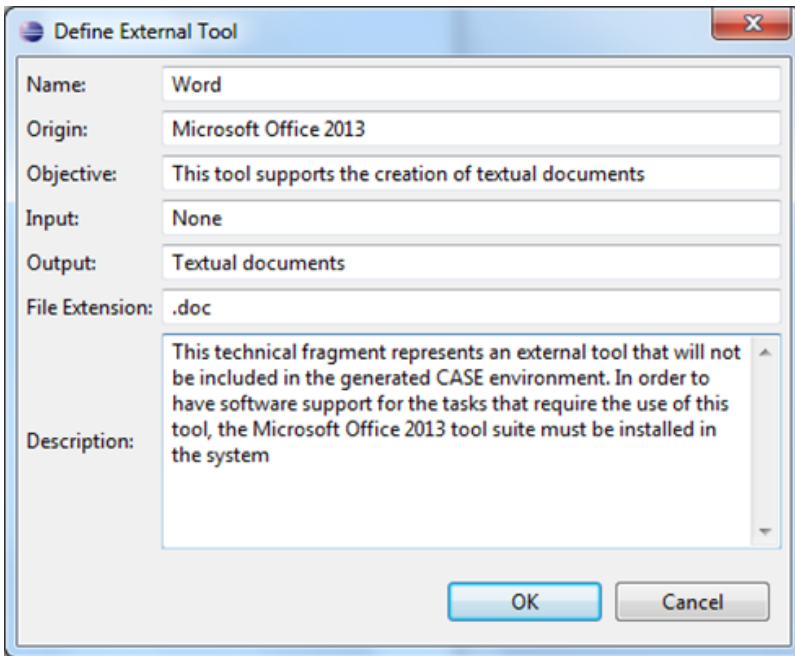 Define External Tool
Name: Word
Origin: Microsoft Office 2013
Objective: This tool supports the creation of textual documents
Input: None
Output: Textual documents
File Extension: .doc
Description:
This technical fragment represents an external tool that will not
be included in the generated CASE environment. In order to
have software support for the tasks that require the use of this
tool, the Microsoft Office 2013 tool suite must be installed in
the system
OK Cancel